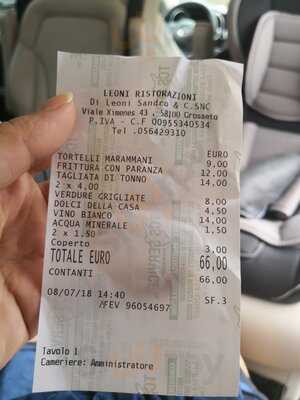 LEONI RISTORAZIONI
Di Leoni Sandro & C.SNC
Viale Ximenes 43 , 58100 Grosseto
P.IVA - C.F 00955340534
Tel .056429310
EURO
TORTELLI MARAMMANI 9,00
FRITTURA CON PARANZA 12,00
TAGLIATA DI TONNO 14,00
2 x 4.00
VERDURE GRIGLIATE 8,00
DOLCI DELLA CASA 4,50
VINO BIANCO 14,00
ACQUA MINERALE 1,50
2 x 1.50
Coperto 3,00
TOTALE EURO 66,00
CONTANTI 66,00
08/07/18 14:40 SF.3
/FEV 96054697
Tavolo 1
Cameriere: Amministratore